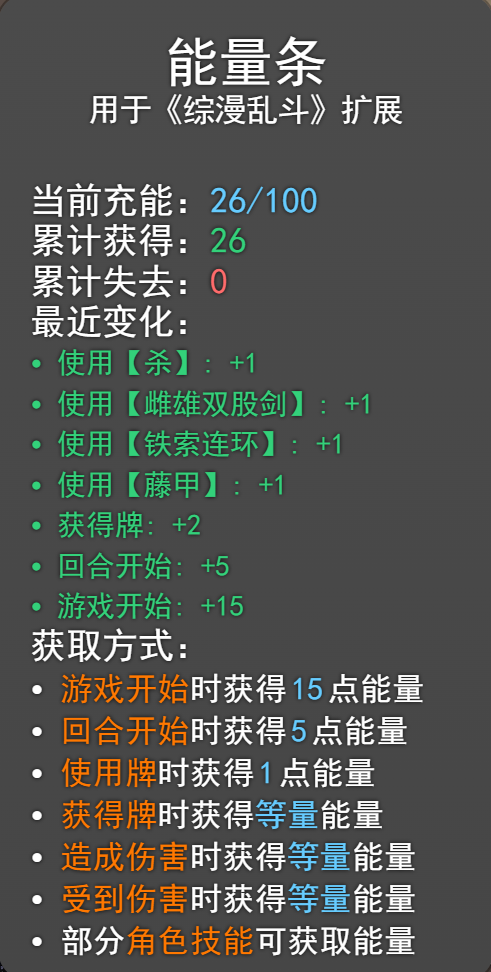 能量条
用于《综漫乱斗》扩展
当前充能：26/100
累计获得：26
累计失去：0
最近变化：
• 使用【杀】：+1
• 使用【雌雄双股剑】：+1
• 使用【铁索连环】：+1
• 使用【藤甲】：+1
• 获得牌：+2
• 回合开始：+5
• 游戏开始：+15
获取方式：
• 游戏开始时获得15点能量
• 回合开始时获得5点能量
• 使用牌时获得1点能量
• 获得牌时获得等量能量
• 造成伤害时获得等量能量
• 受到伤害时获得等量能量
• 部分角色技能可获取能量